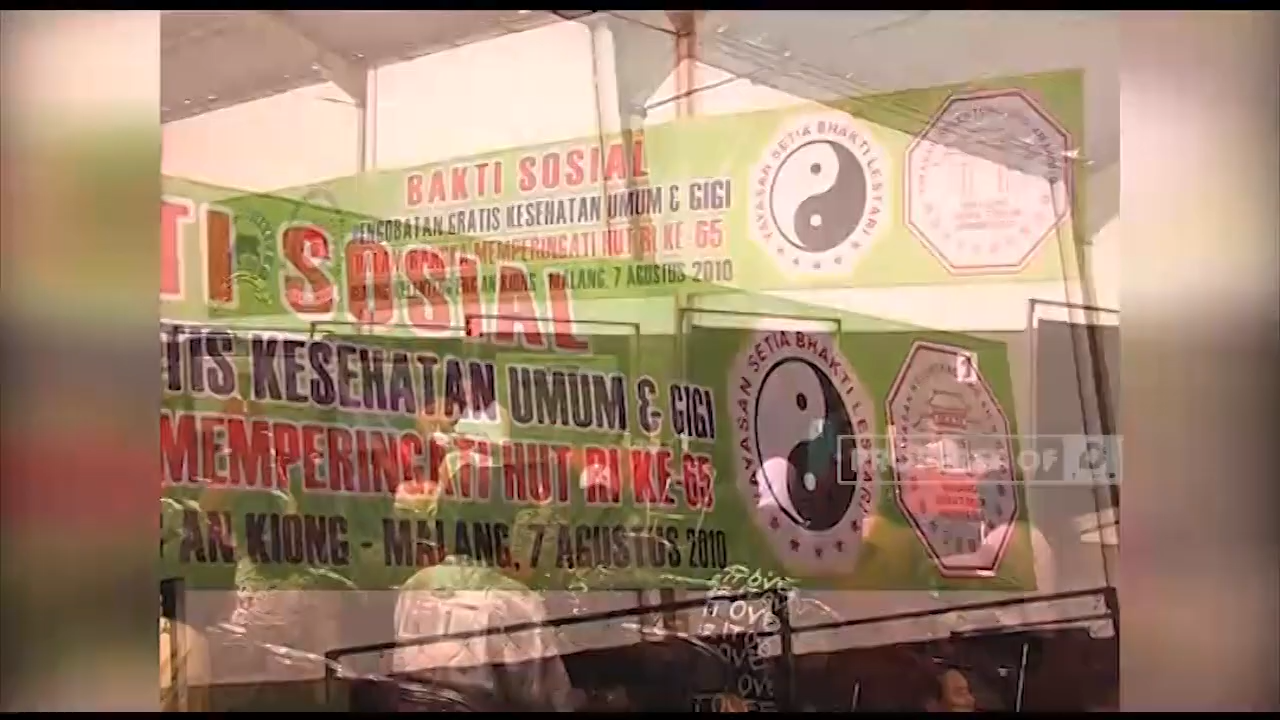 BAKTI SOSIAL
PENGOBATAN GRATIS KESEHATAN UMUM & GIGI
DALAM RANGKA MEMPERINGATI HUT RI KE 65
AN KIONG - MALANG, 7 AGUSTUS 2010
YAYASAN SETIA BHAKTI LESTARI
TI SOSIAL
TIS KESEHATAN UMUM & GIGI
MEMPERINGATI HUT RI KE-65
AN KIONG - MALANG, 7 AGUSTUS 2010
YAYASAN SETIA BHAKTI LESTARI
PROPERTY OF